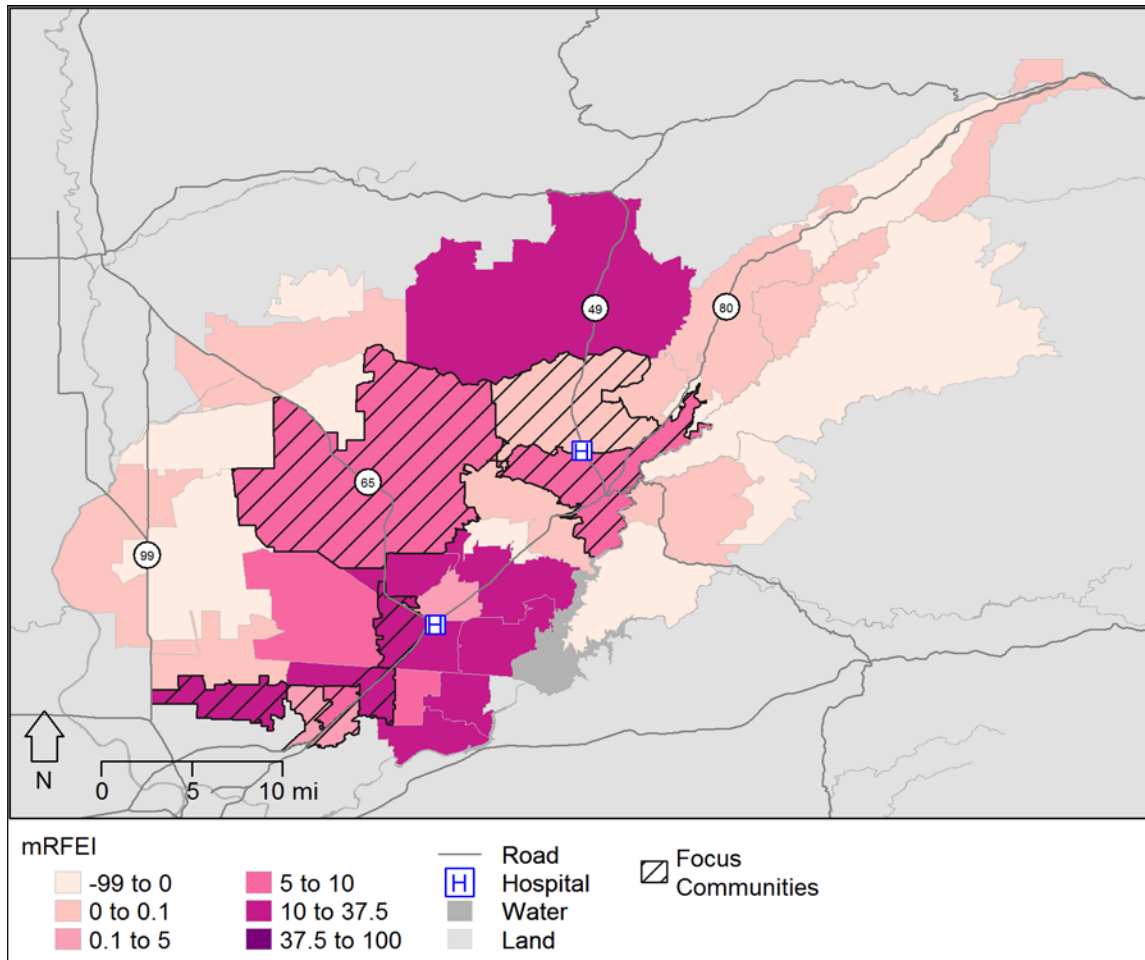 49
80
H
65
99
H
N
0 5 10 mi
mRFEI
-99 to 0
0 to 0.1
0.1 to 5
5 to 10
10 to 37.5
37.5 to 100
Road
H Hospital
Water
Land
Focus
Communities